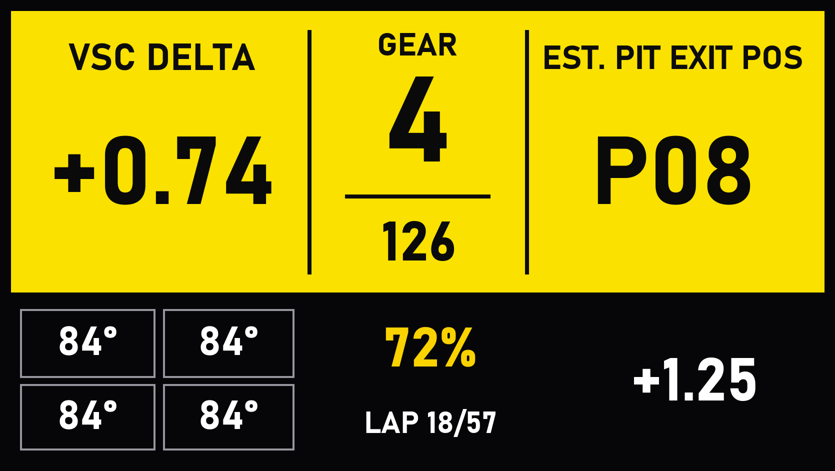 VSC DELTA
+0.74
GEAR
4
126
EST. PIT EXIT POS
P08
84° 84°
84° 84°
72%
LAP 18/57
+1.25